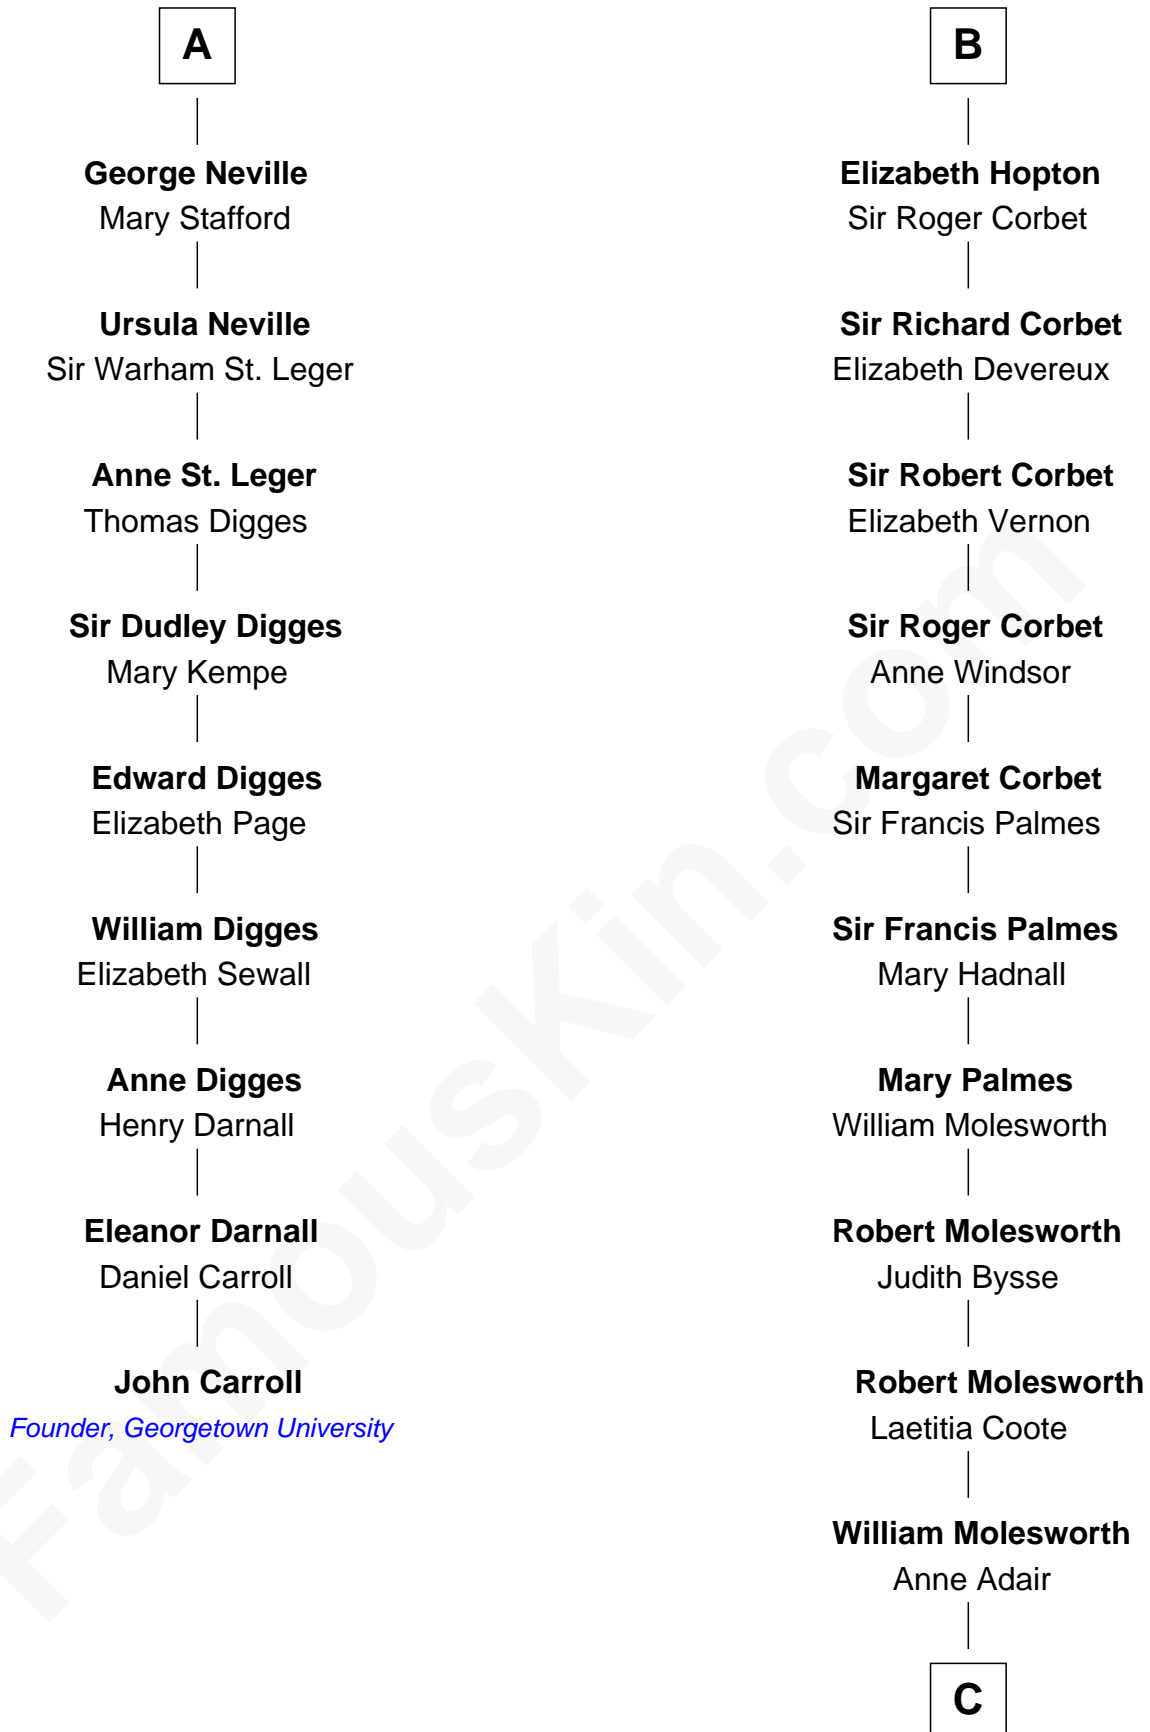 A
George Neville
Mary Stafford
Ursula Neville
Sir Warham St. Leger
Anne St. Leger
Thomas Digges
Sir Dudley Digges
Mary Kempe
Edward Digges
Elizabeth Page
William Digges
Elizabeth Sewall
Anne Digges
Henry Darnall
Eleanor Darnall
Daniel Carroll
John Carroll
Founder, Georgetown University
B
Elizabeth Hopton
Sir Roger Corbet
Sir Richard Corbet
Elizabeth Devereux
Sir Robert Corbet
Elizabeth Vernon
Sir Roger Corbet
Anne Windsor
Margaret Corbet
Sir Francis Palmes
Sir Francis Palmes
Mary Hadnall
Mary Palmes
William Molesworth
Robert Molesworth
Judith Bysse
Robert Molesworth
Laetitia Coote
William Molesworth
Anne Adair
C
FamousKin.com